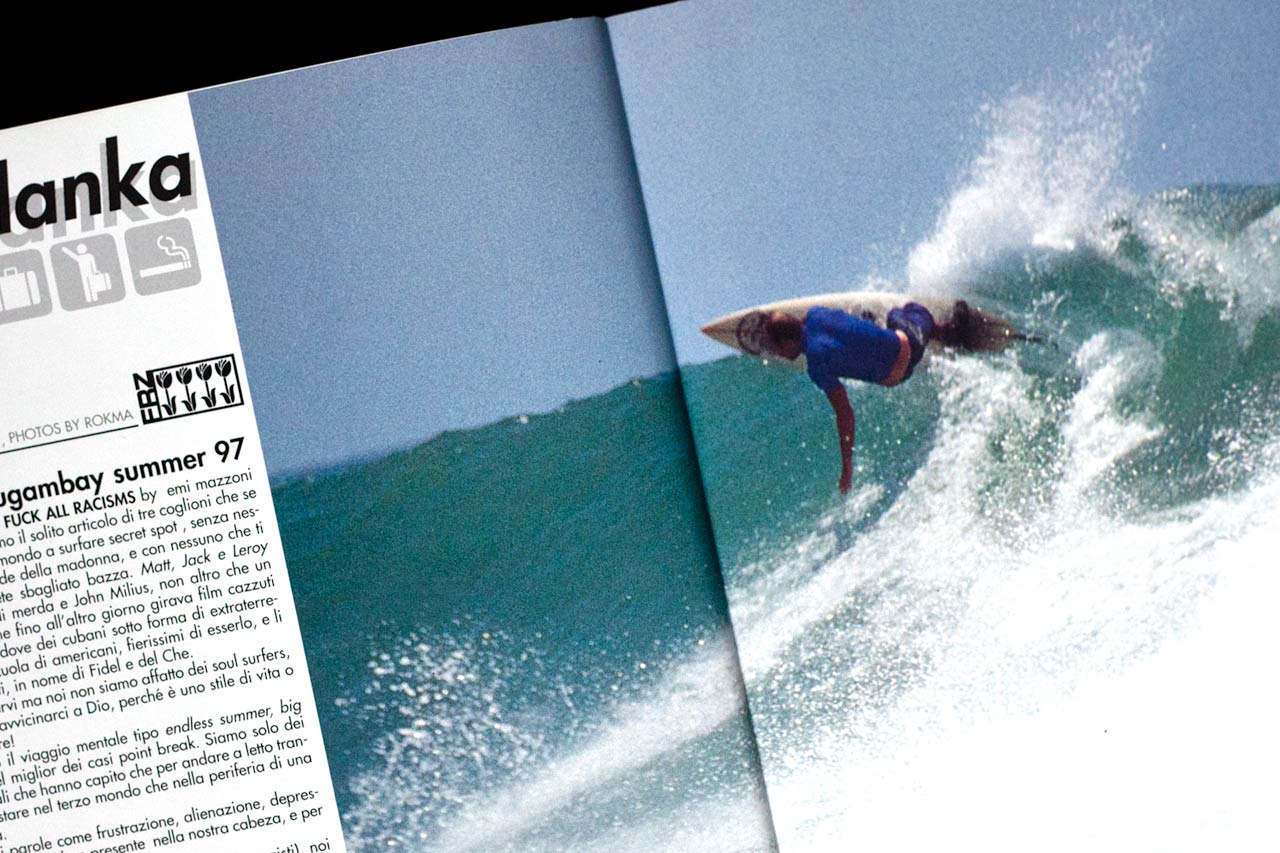 lanka
FBZ
, PHOTOS BY ROKMA
ugambay summer 97
FUCK ALL RACISMS by emi mazzoni
no il solito articolo di tre coglioni che se
mondo a surfare secret spot , senza nes-
de della madonna, e con nessuno che ti
te sbagliato bazza. Matt, Jack e Leroy
i merda e John Milius, non altro che un
e fino all'altro giorno girava film cazzuti
dove dei cubani sotto forma di extraterre-
uola di americani, fierissimi di esserlo, e li
i, in nome di Fidel e del Che.
rvi ma noi non siamo affatto dei soul surfers,
avvicinarci a Dio, perché è uno stile di vita o
re!
il viaggio mentale tipo endless summer, big
l miglior dei casi point break. Siamo solo dei
li che hanno capito che per andare a letto tran-
stare nel terzo mondo che nella periferia di una
a.
i parole come frustrazione, alienazione, depres-
presente nella nostra cabeza, e per
noi